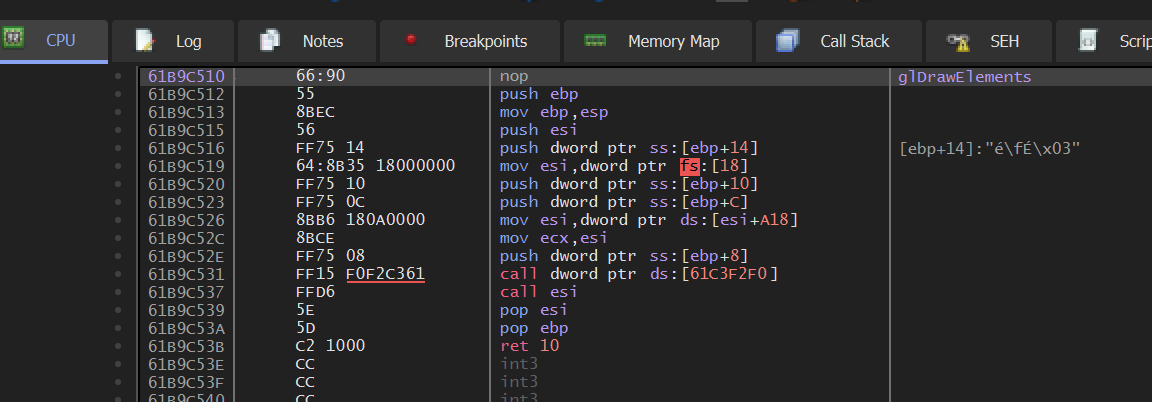 CPU Log Notes Breakpoints Memory Map Call Stack SEH Scrip
61B9C510 66:90 nop glDrawElements
61B9C512 55 push ebp
61B9C513 8BEC mov ebp,esp
61B9C515 56 push esi
61B9C516 FF75 14 push dword ptr ss:[ebp+14] [ebp+14]:"é\fÉ\x03"
61B9C519 64:8B35 18000000 mov esi,dword ptr fs:[18]
61B9C520 FF75 10 push dword ptr ss:[ebp+10]
61B9C523 FF75 0C push dword ptr ss:[ebp+C]
61B9C526 8BB6 180A0000 mov esi,dword ptr ds:[esi+A18]
61B9C52C 8BCE mov ecx,esi
61B9C52E FF75 08 push dword ptr ss:[ebp+8]
61B9C531 FF15 F0F2C361 call dword ptr ds:[61C3F2F0]
61B9C537 FFD6 call esi
61B9C539 5E pop esi
61B9C53A 5D pop ebp
61B9C53B C2 1000 ret 10
61B9C53E CC int3
61B9C53F CC int3
61B9C540 CC int3